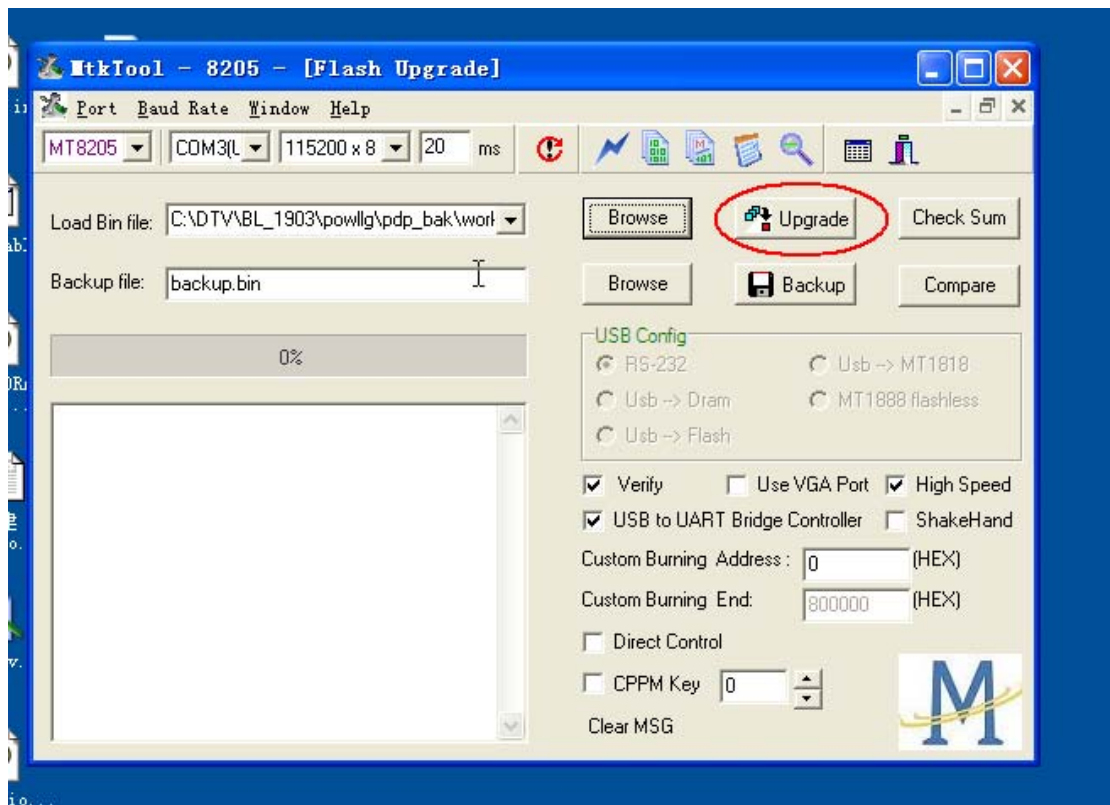 MtkTool - 8205 - [Flash Upgrade]
Port Baud Rate Window Help
MT8205 COM3(U 115200 x 8 20 ms
Load Bin file: C:\DTV\BL_1903\powllg\pdp_bak\work Browse Upgrade Check Sum
Backup file: backup.bin Browse Backup Compare
0%
USB Config
RS-232 Usb --> MT1818
Usb --> Dram MT1888 flashless
Usb --> Flash
Verify Use VGA Port High Speed
USB to UART Bridge Controller ShakeHand
Custom Burning Address : 0 (HEX)
Custom Burning End: 800000 (HEX)
Direct Control
CPPM Key 0
Clear MSG
M